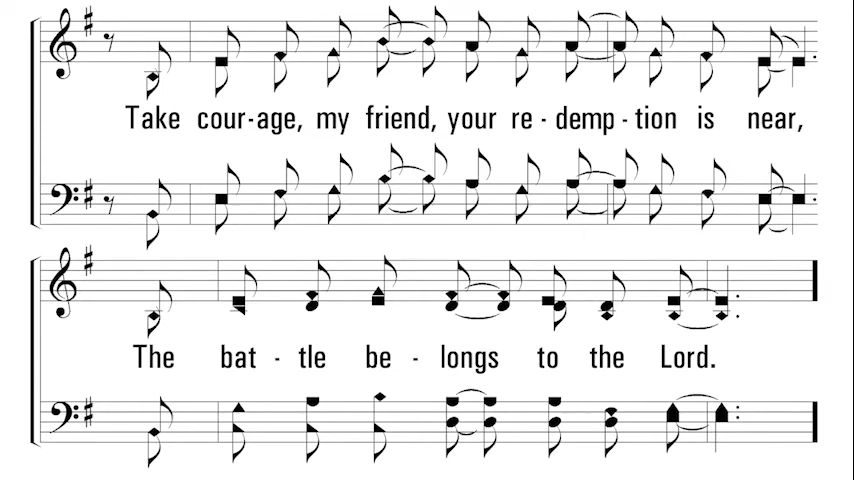 Take cour-age, my friend, your re - demp - tion is near,
The bat - tle be - longs to the Lord.